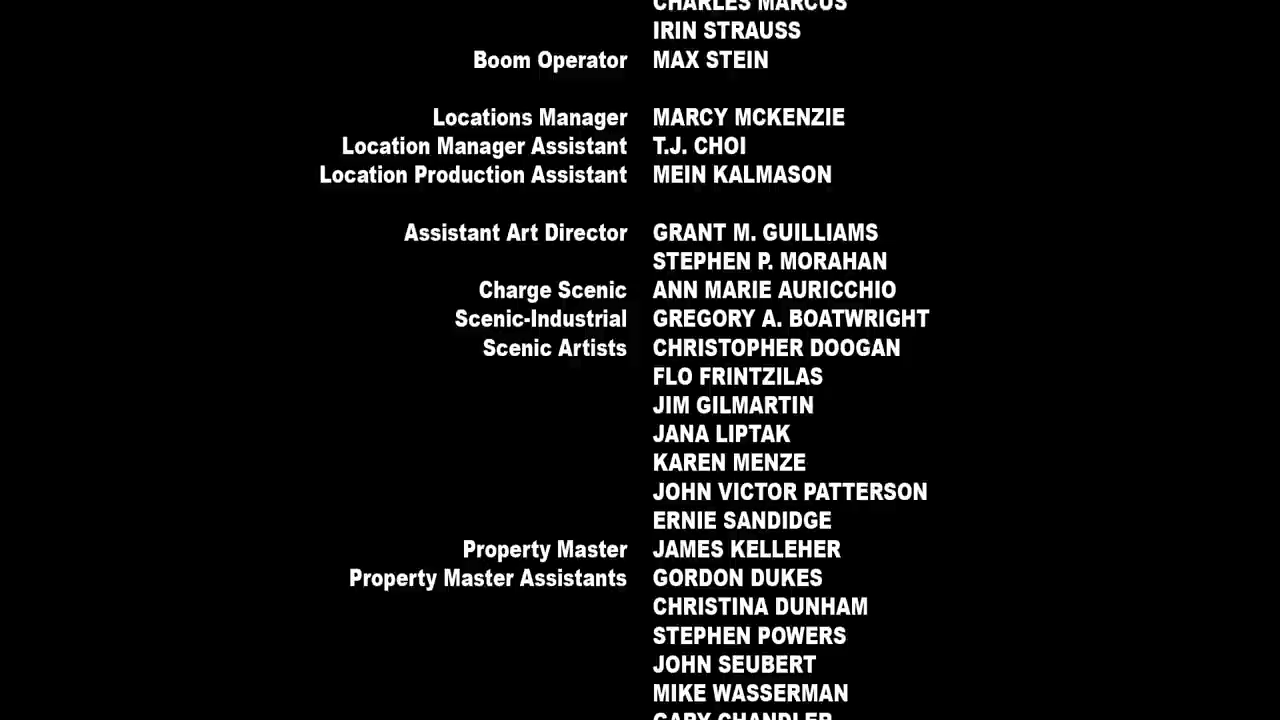 CHARLES MARCUS
IRIN STRAUSS
Boom Operator MAX STEIN
Locations Manager MARCY MCKENZIE
Location Manager Assistant T.J. CHOI
Location Production Assistant MEIN KALMASON
Assistant Art Director GRANT M. GUILLIAMS
STEPHEN P. MORAHAN
Charge Scenic ANN MARIE AURICCHIO
Scenic-Industrial GREGORY A. BOATWRIGHT
Scenic Artists CHRISTOPHER DOOGAN
FLO FRINTZILAS
JIM GILMARTIN
JANA LIPTAK
KAREN MENZE
JOHN VICTOR PATTERSON
ERNIE SANDIDGE
Property Master JAMES KELLEHER
Property Master Assistants GORDON DUKES
CHRISTINA DUNHAM
STEPHEN POWERS
JOHN SEUBERT
MIKE WASSERMAN
GARY CHANDLER